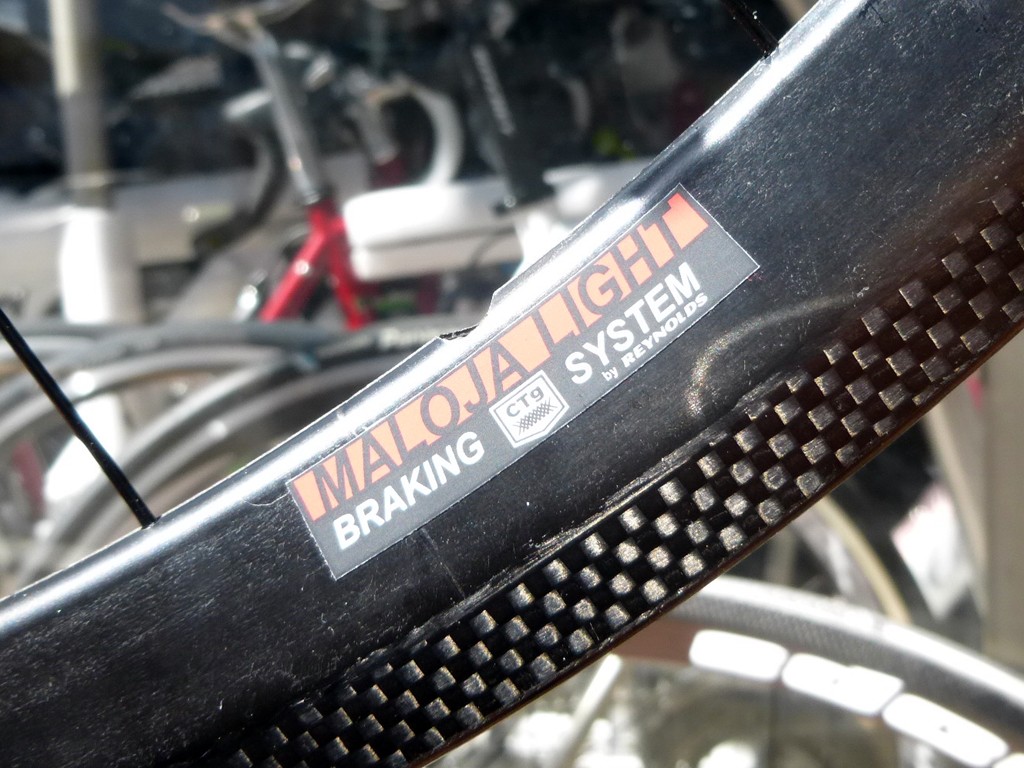 MALOJA LIGHT
BRAKING CTg SYSTEM
by REYNOLDS